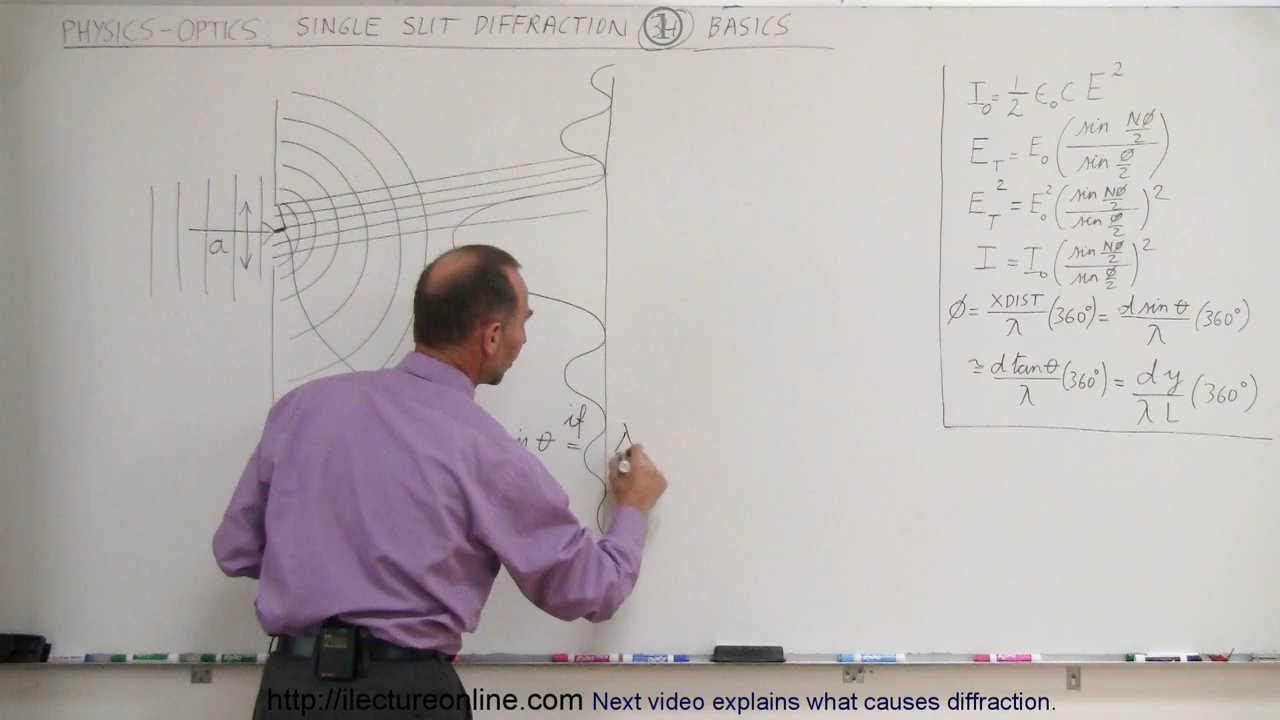 PHYSICS-OPTICS: SINGLE SLIT DIFFRACTION 1 BASICS
a
θ = if λ
I₀ = 1/2 ε₀ c E²
E_T = E₀ (sin Nφ/2 / sin φ/2)
E_T² = E₀² (sin Nφ/2 / sin φ/2)²
I = I₀ (sin Nφ/2 / sin φ/2)²
φ = XDIST/λ (360°) = d sin θ/λ (360°)
≅ d tan θ/λ (360°) = d y/λ L (360°)
http://ilectureonline.com Next video explains what causes diffraction.